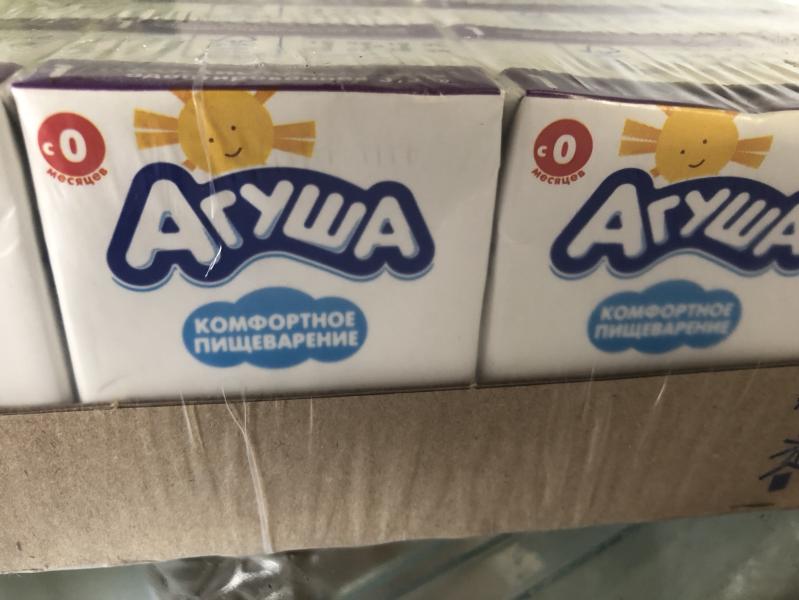 с 0
месяцев
АГУША
КОМФОРТНОЕ
ПИЩЕВАРЕНИЕ
с 0
месяцев
АГУША
КОМФОРТНОЕ
ПИЩЕВАРЕНИЕ